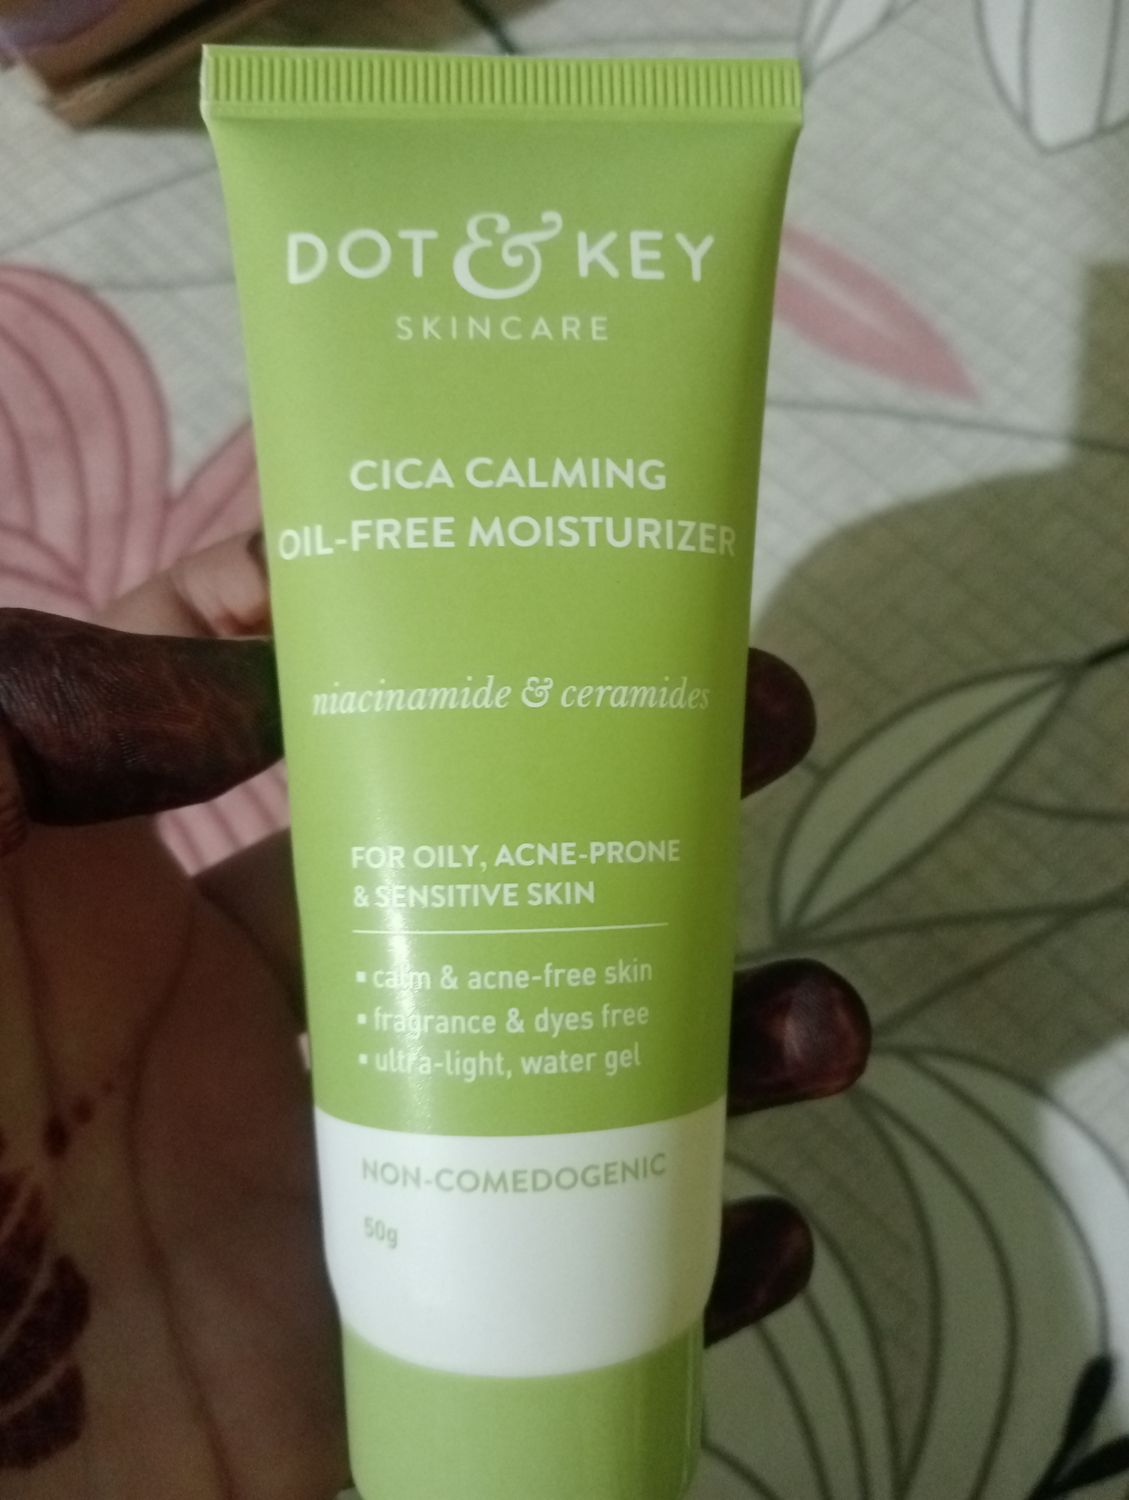 DOT & KEY
SKINCARE
CICA CALMING
OIL-FREE MOISTURIZER
niacinamide & ceramides
FOR OILY, ACNE-PRONE
& SENSITIVE SKIN
▪ calm & acne-free skin
▪ fragrance & dyes free
▪ ultra-light, water gel
NON-COMEDOGENIC
50g